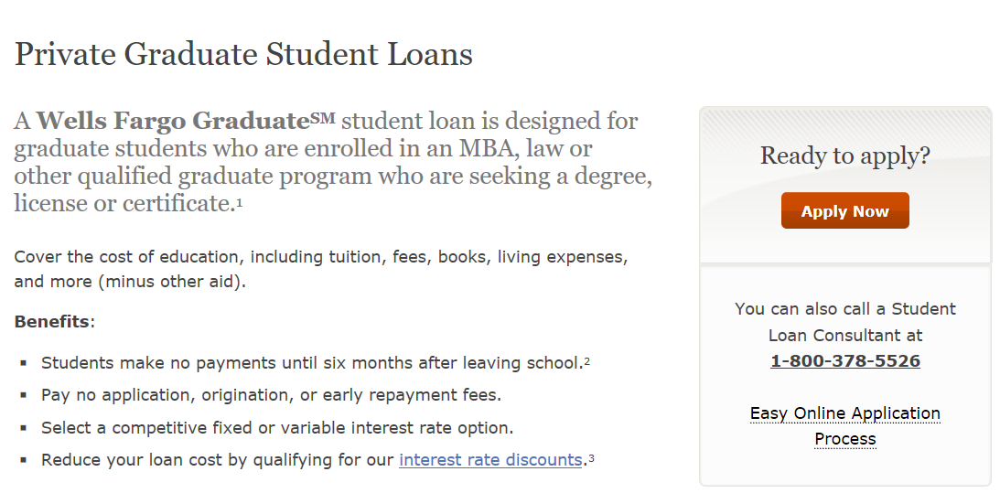 Private Graduate Student Loans
A Wells Fargo Graduate℠ student loan is designed for
graduate students who are enrolled in an MBA, law or
other qualified graduate program who are seeking a degree,
license or certificate.¹
Cover the cost of education, including tuition, fees, books, living expenses,
and more (minus other aid).
Benefits:
▪ Students make no payments until six months after leaving school.²
▪ Pay no application, origination, or early repayment fees.
▪ Select a competitive fixed or variable interest rate option.
▪ Reduce your loan cost by qualifying for our interest rate discounts.³
Ready to apply?
Apply Now
You can also call a Student
Loan Consultant at
1-800-378-5526
Easy Online Application
Process